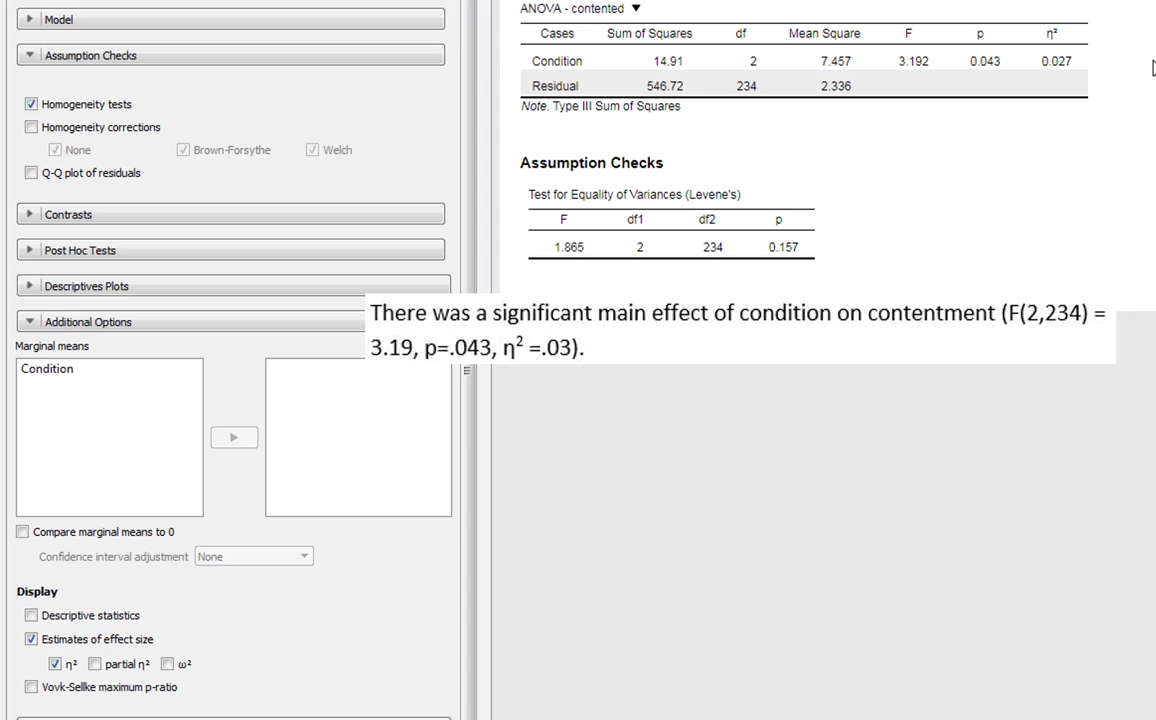 Model
Assumption Checks
Homogeneity tests
Homogeneity corrections
None Brown-Forsythe Welch
Q-Q plot of residuals
Contrasts
Post Hoc Tests
Descriptives Plots
Additional Options
Marginal means
Condition
Compare marginal means to 0
Confidence interval adjustment None
Display
Descriptive statistics
Estimates of effect size
η² partial η² ω²
Vovk-Sellke maximum p-ratio
ANOVA - contented
Cases Sum of Squares df Mean Square F p η²
Condition 14.91 2 7.457 3.192 0.043 0.027
Residual 546.72 234 2.336
Note. Type III Sum of Squares
Assumption Checks
Test for Equality of Variances (Levene's)
F df1 df2 p
1.865 2 234 0.157
There was a significant main effect of condition on contentment (F(2,234) =
3.19, p=.043, η² =.03).